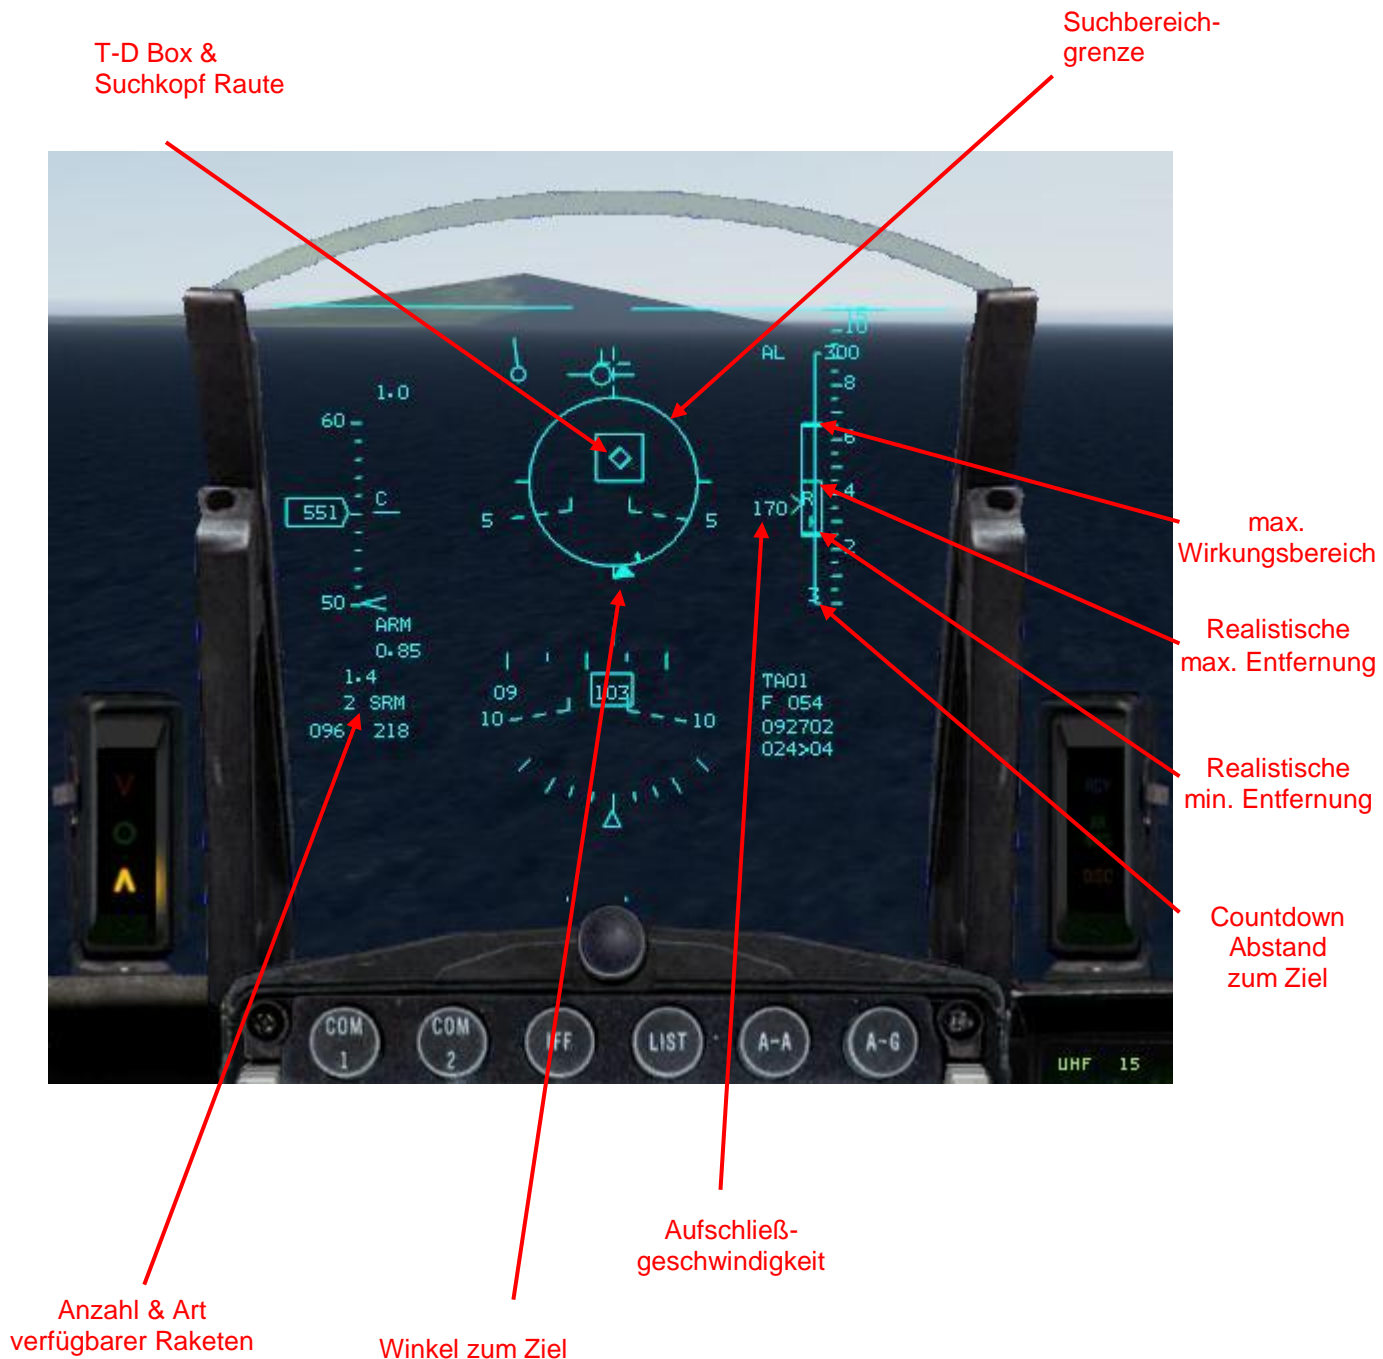 Suchbereich-
grenze
T-D Box &
Suchkopf Raute
10
AL
300
1.0
8
60
6
4
C
551
170
R
5
5
2
50
3
ARM
0.85
1.4
2 SRM
096 218
09
103
10
10
TA01
F 054
092702
024>04
max.
Wirkungsbereich
Realistische
max. Entfernung
Realistische
min. Entfernung
Countdown
Abstand
zum Ziel
DISC
COM
1
COM
2
IFF
LIST
A-A
A-G
UHF 15
Aufschließ-
geschwindigkeit
Anzahl & Art
verfügbarer Raketen
Winkel zum Ziel